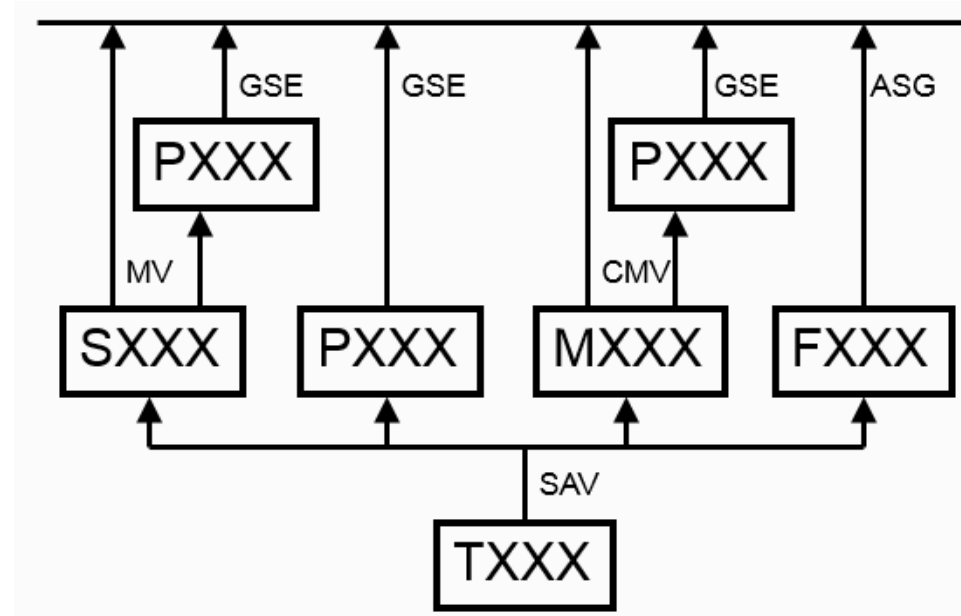 GSE GSE GSE ASG
PXXX PXXX
MV CMV
SXXX PXXX MXXX FXXX
SAV
TXXX